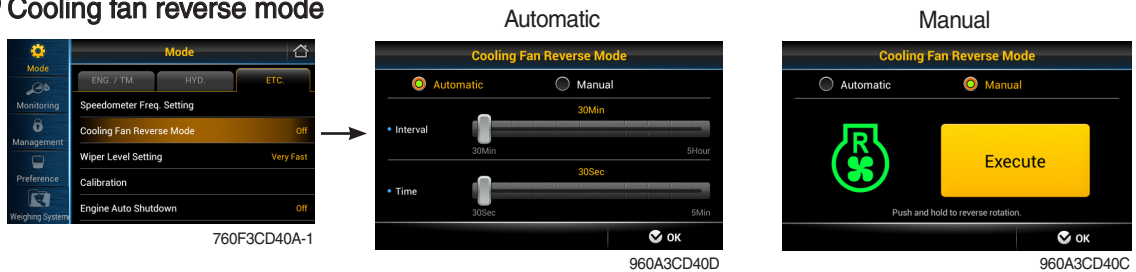 Cooling fan reverse mode
Automatic
Manual
Mode
Monitoring
Management
Preference
Weighing System
Mode
ENG. / TM.
HYD.
ETC.
Speedometer Freq. Setting
Cooling Fan Reverse Mode Off
Wiper Level Setting Very Fast
Calibration
Engine Auto Shutdown Off
760F3CD40A-1
Cooling Fan Reverse Mode
Automatic Manual
30Min
• Interval
30Min 5Hour
30Sec
• Time
30Sec 5Min
OK
960A3CD40D
Cooling Fan Reverse Mode
Automatic Manual
R
Execute
Push and hold to reverse rotation.
OK
960A3CD40C